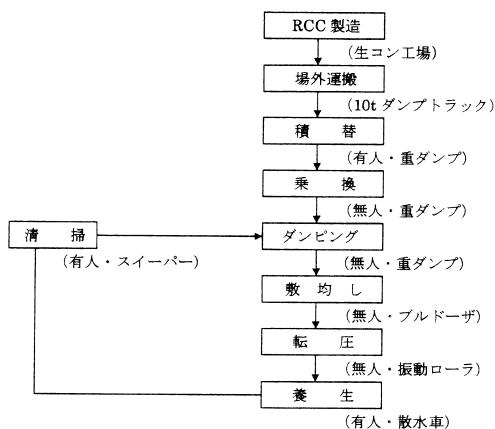 RCC 製造
(生コン工場)
場外運搬
(10t ダンプトラック)
積 替
(有人・重ダンプ)
乗 換
(無人・重ダンプ)
清 掃
ダンピング
(有人・スイーパー)
(無人・重ダンプ)
敷 均 し
(無人・ブルドーザ)
転 圧
(無人・振動ローラ)
養 生
(有人・散水車)